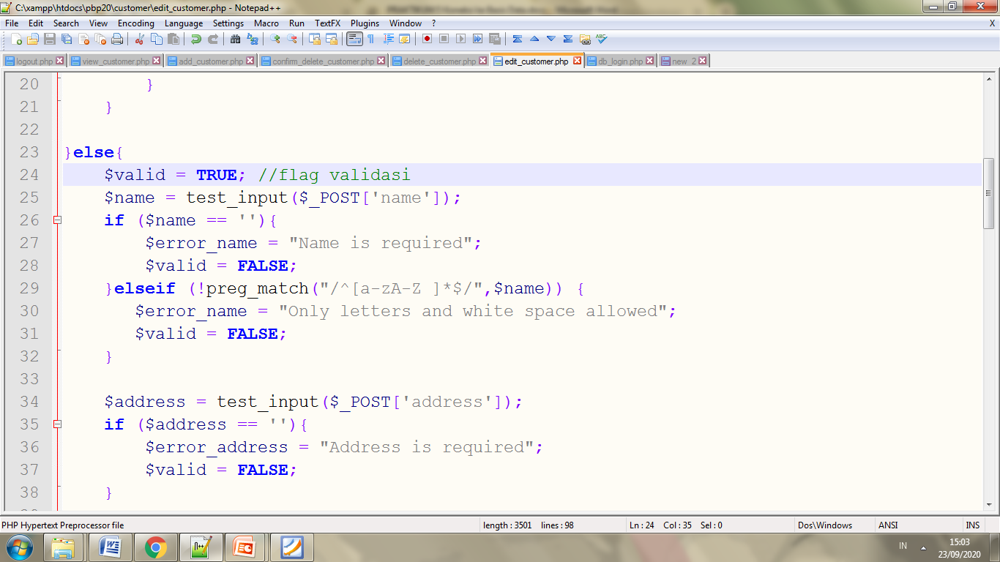 C:\xampp\htdocs\pbp20\customer\edit_customer.php - Notepad++
File Edit Search View Encoding Language Settings Macro Run TextFX Plugins Window ? X
logout.php view_customer.php add_customer.php confirm_delete_customer.php delete_customer.php edit_customer.php db_login.php new 2
20 }
21 }
22
23 }else{
24 $valid = TRUE; //flag validasi
25 $name = test_input($_POST['name']);
26 if ($name == ''){
27 $error_name = "Name is required";
28 $valid = FALSE;
29 }elseif (!preg_match("/^[a-zA-Z ]*$/",$name)) {
30 $error_name = "Only letters and white space allowed";
31 $valid = FALSE;
32 }
33
34 $address = test_input($_POST['address']);
35 if ($address == ''){
36 $error_address = "Address is required";
37 $valid = FALSE;
38 }
PHP Hypertext Preprocessor file length : 3501 lines : 98 Ln : 24 Col : 35 Sel : 0 Dos\Windows ANSI INS
IN 15:03
23/09/2020